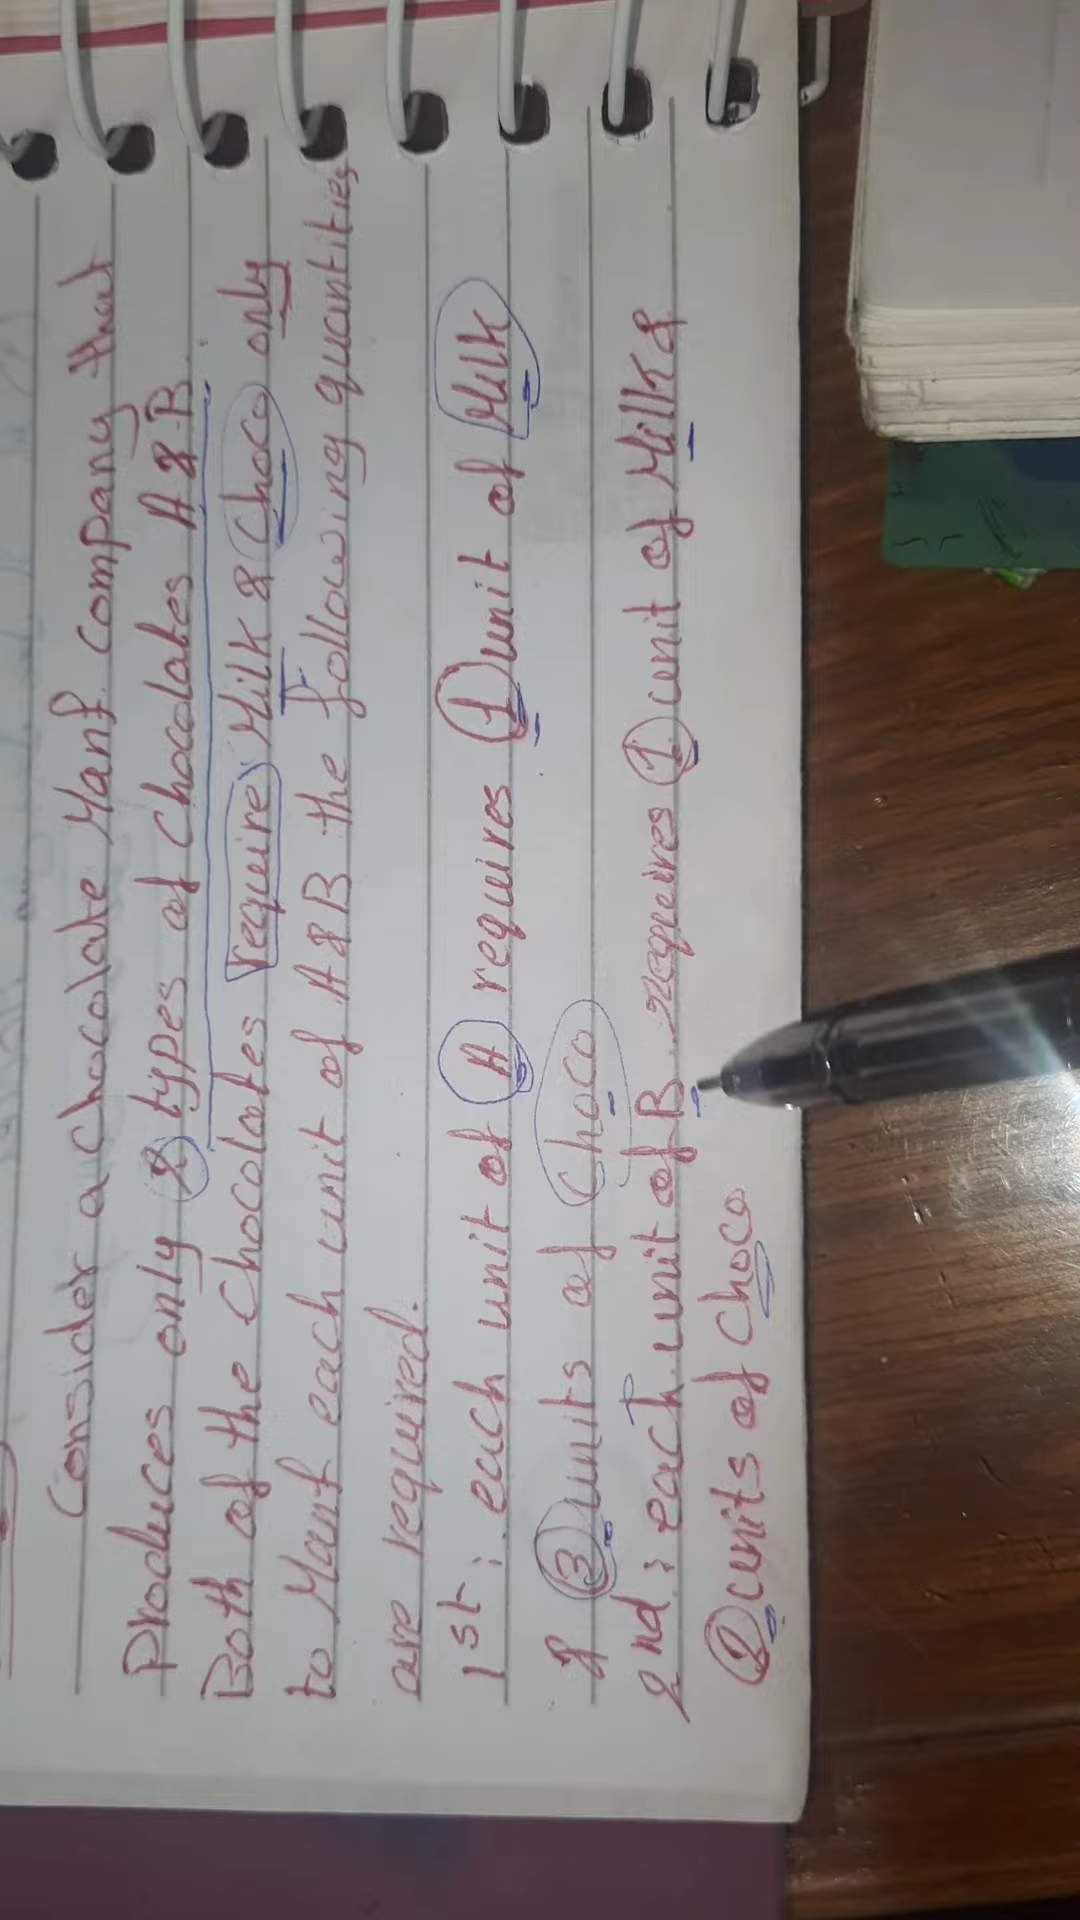 Consider a Chocolate Manf. Company that
Produces only 2 types of Chocolates A & B.
Both of the Chocolates require Milk & Choco only
to Manf each unit of A & B the following quantities
are required.
1st: each unit of A requires 1 unit of Milk
& 3 units of Choco
2nd: each unit of B requires 1 unit of Milk &
2 units of Choco